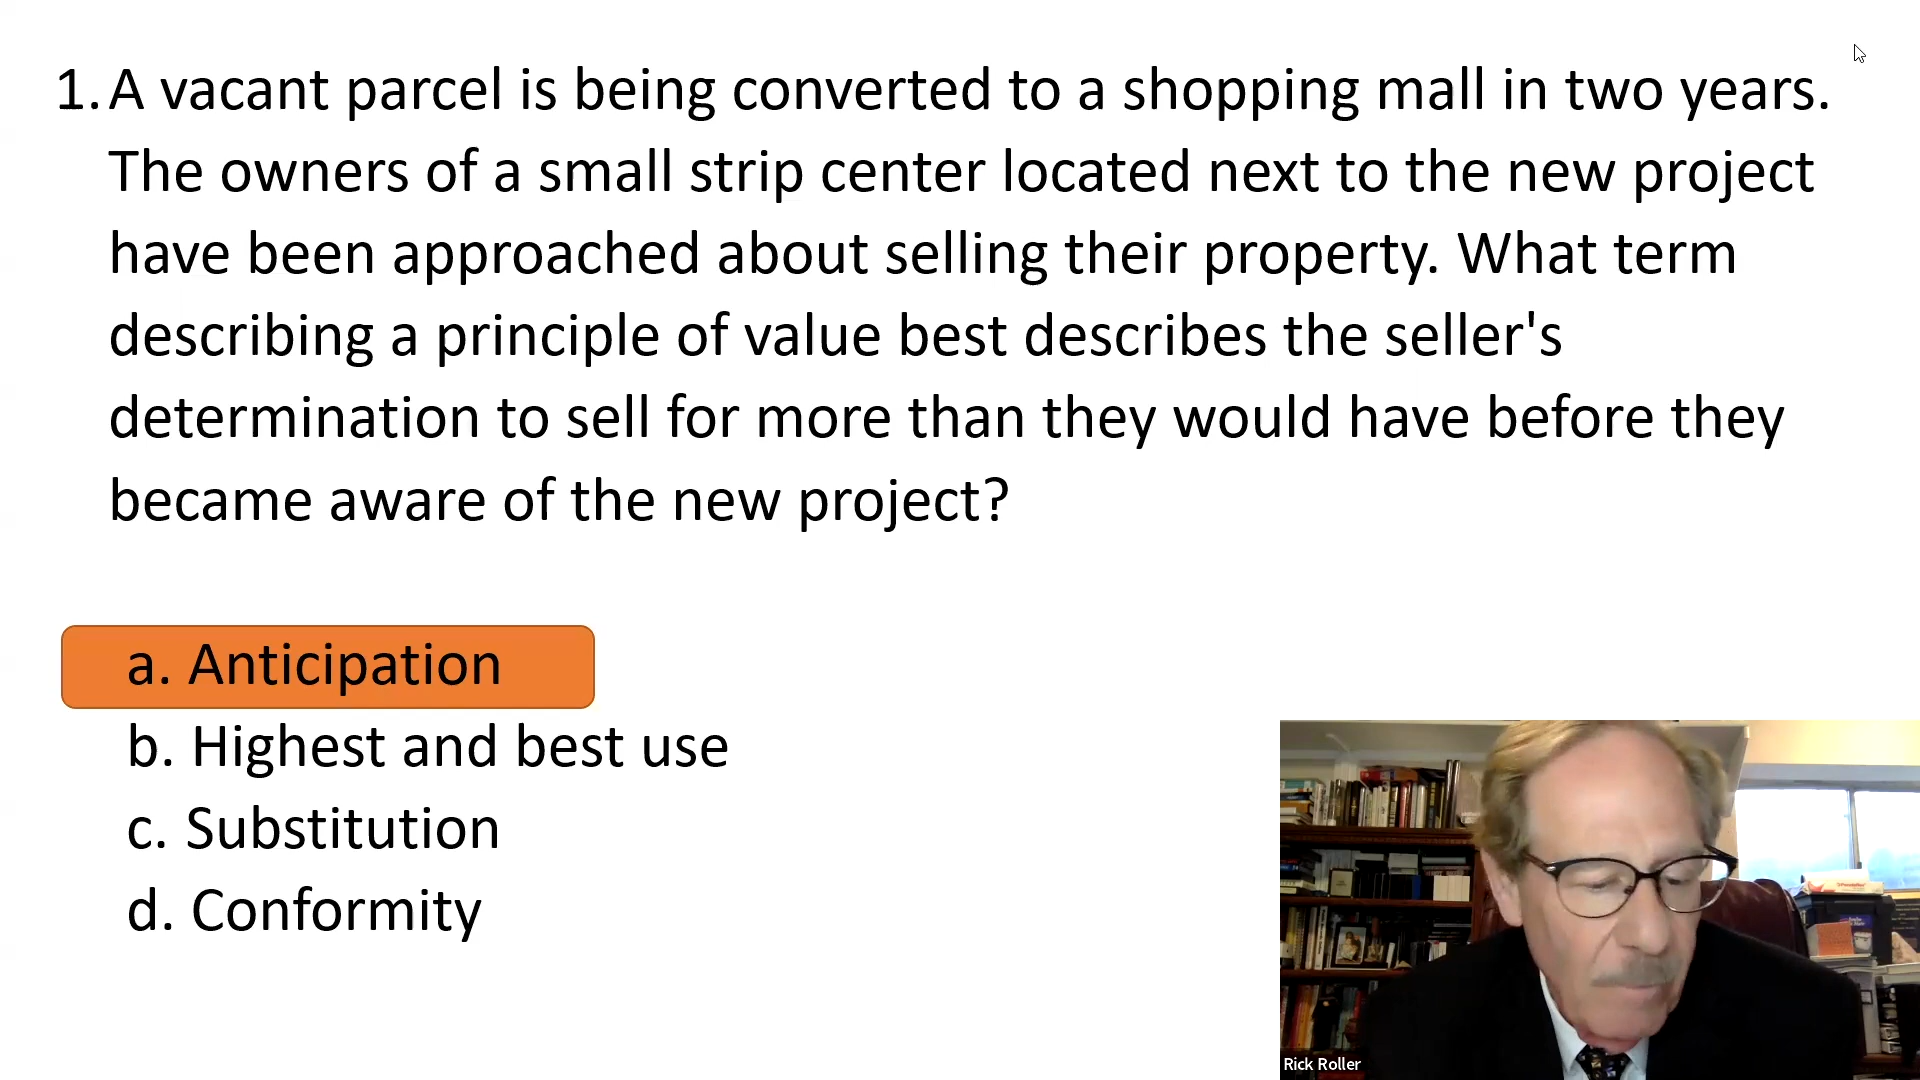 1. A vacant parcel is being converted to a shopping mall in two years.
The owners of a small strip center located next to the new project
have been approached about selling their property. What term
describing a principle of value best describes the seller's
determination to sell for more than they would have before they
became aware of the new project?
a. Anticipation
b. Highest and best use
c. Substitution
d. Conformity
Rick Roller